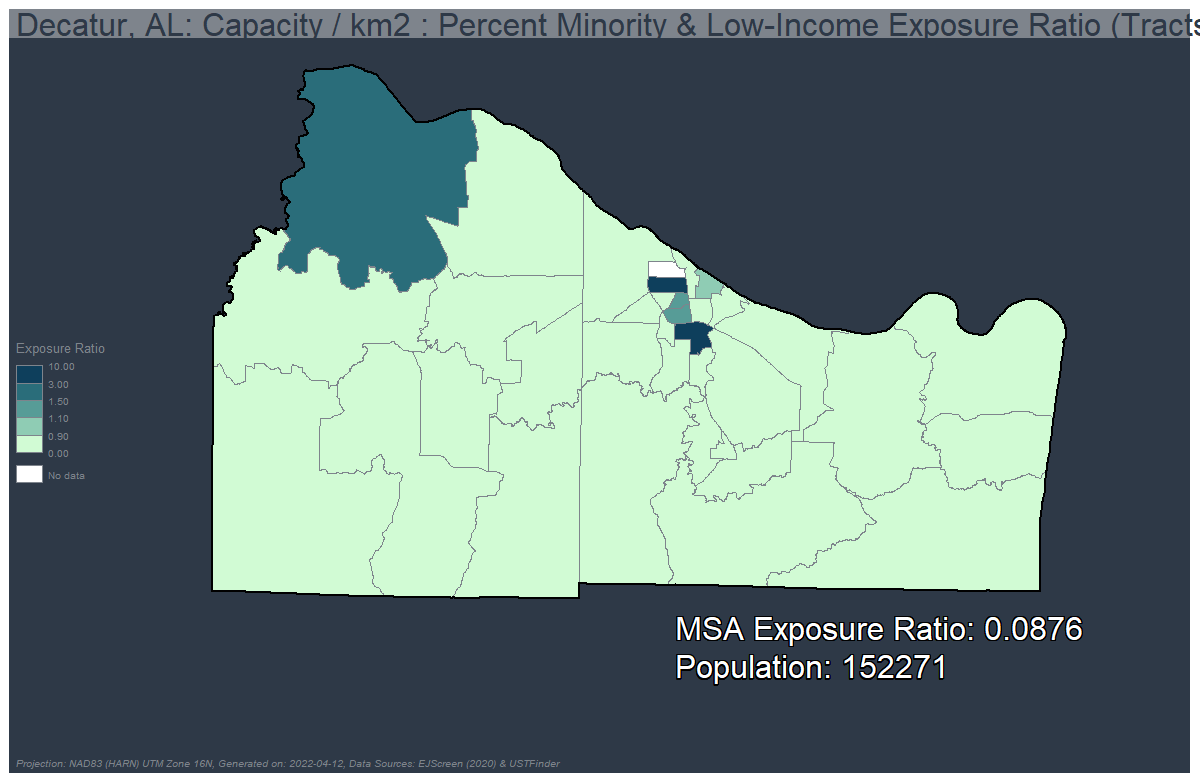 Decatur, AL: Capacity / km2 : Percent Minority & Low-Income Exposure Ratio (Tracts
Exposure Ratio
10.00
3.00
1.50
1.10
0.90
0.00
No data
MSA Exposure Ratio: 0.0876
Population: 152271
Projection: NAD83 (HARN) UTM Zone 16N, Generated on: 2022-04-12, Data Sources: EJScreen (2020) & USTFinder